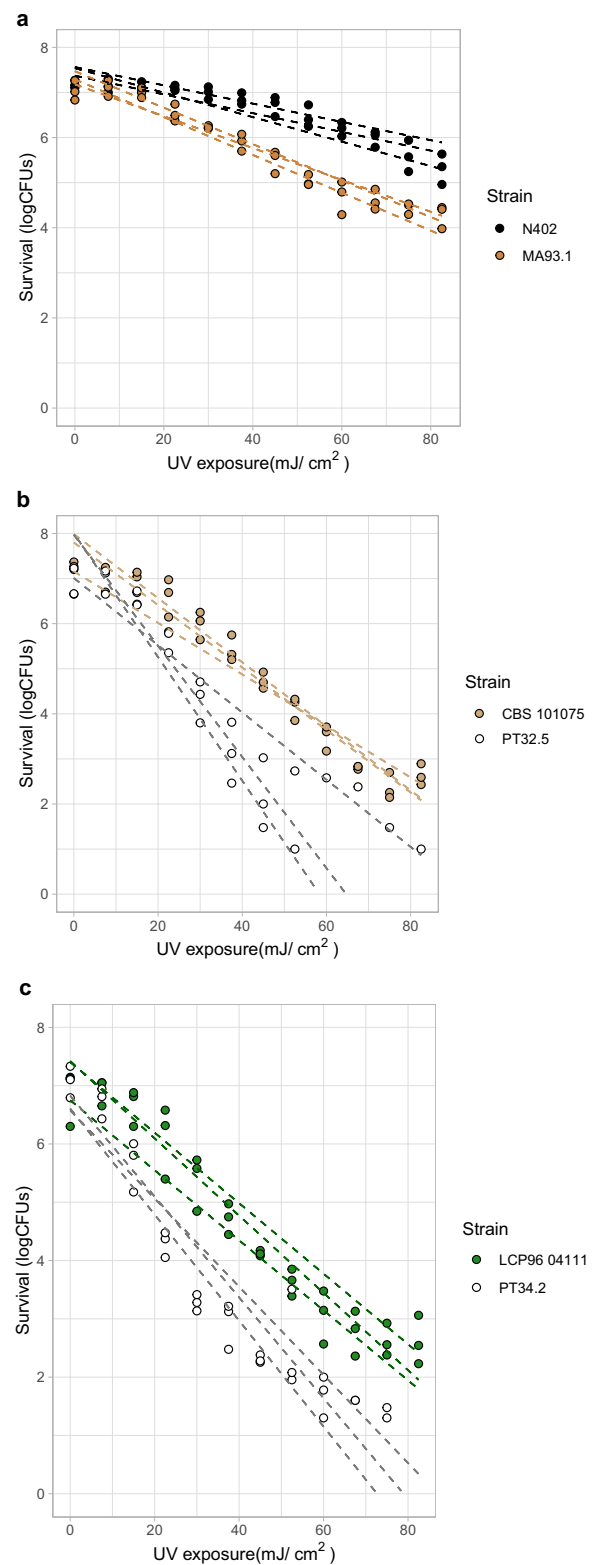 a
8
6
4
2
0
Survival (logCFUs)
0 20 40 60 80
UV exposure(mJ/ cm²)
Strain
N402
MA93.1
b
8
6
4
2
0
Survival (logCFUs)
0 20 40 60 80
UV exposure(mJ/ cm²)
Strain
CBS 101075
PT32.5
c
8
6
4
2
0
Survival (logCFUs)
0 20 40 60 80
UV exposure(mJ/ cm²)
Strain
LCP96 04111
PT34.2